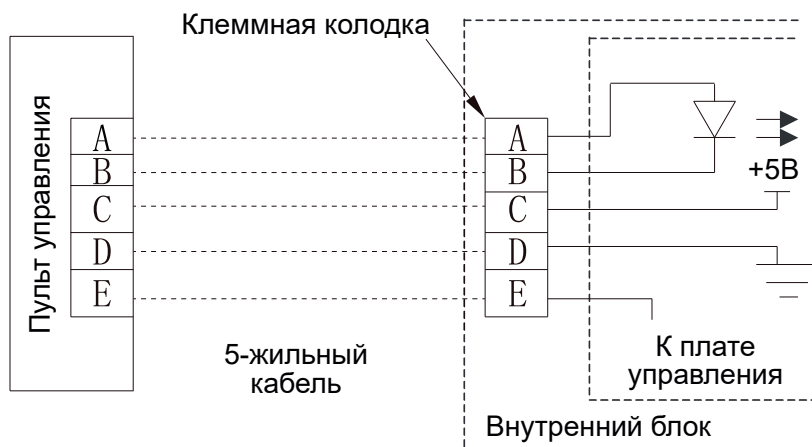 Клеммная колодка
Пульт управления
A
B
C
D
E
A
B
C
D
E
+5В
5-жильный
кабель
К плате
управления
Внутренний блок